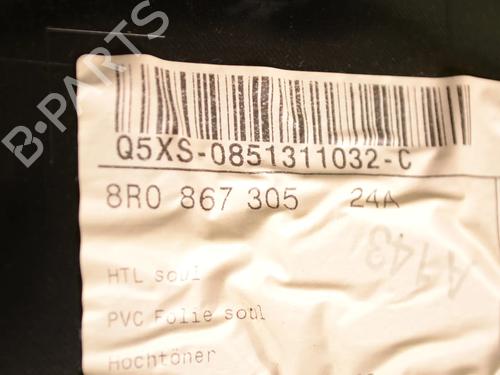 B-PARTS
Q5XS-0851311032-C
8R0 867 305 24A
A143
HTL soul
PVC Folie soul
Hochtöner